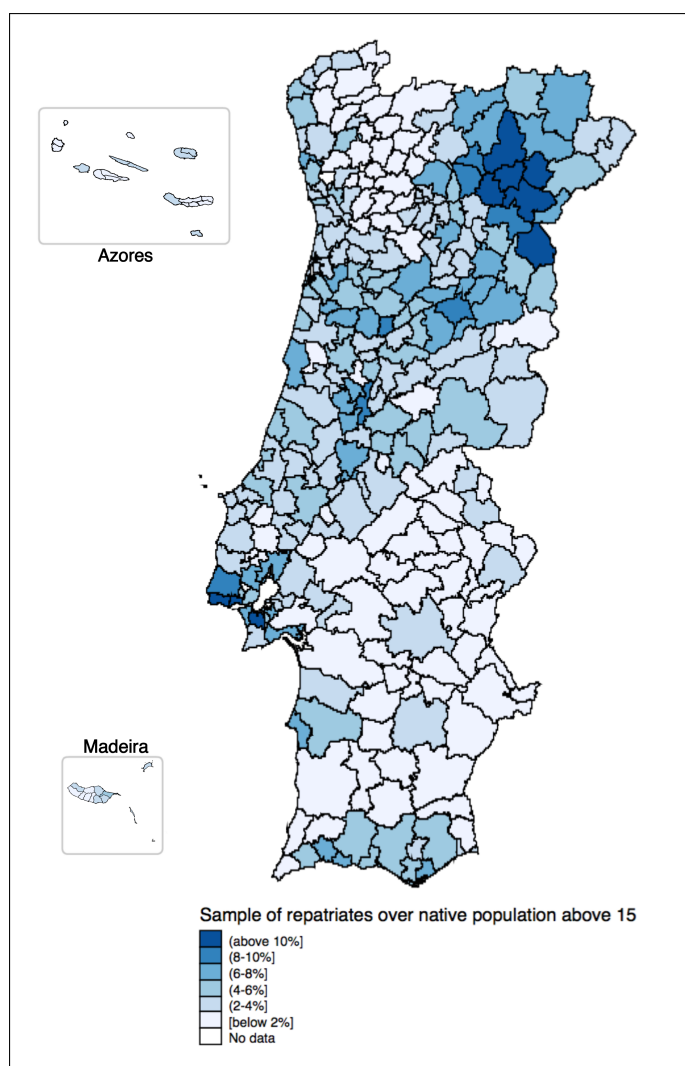 Azores
Madeira
Sample of repatriates over native population above 15
(above 10%]
(8-10%]
(6-8%]
(4-6%]
(2-4%]
[below 2%]
No data